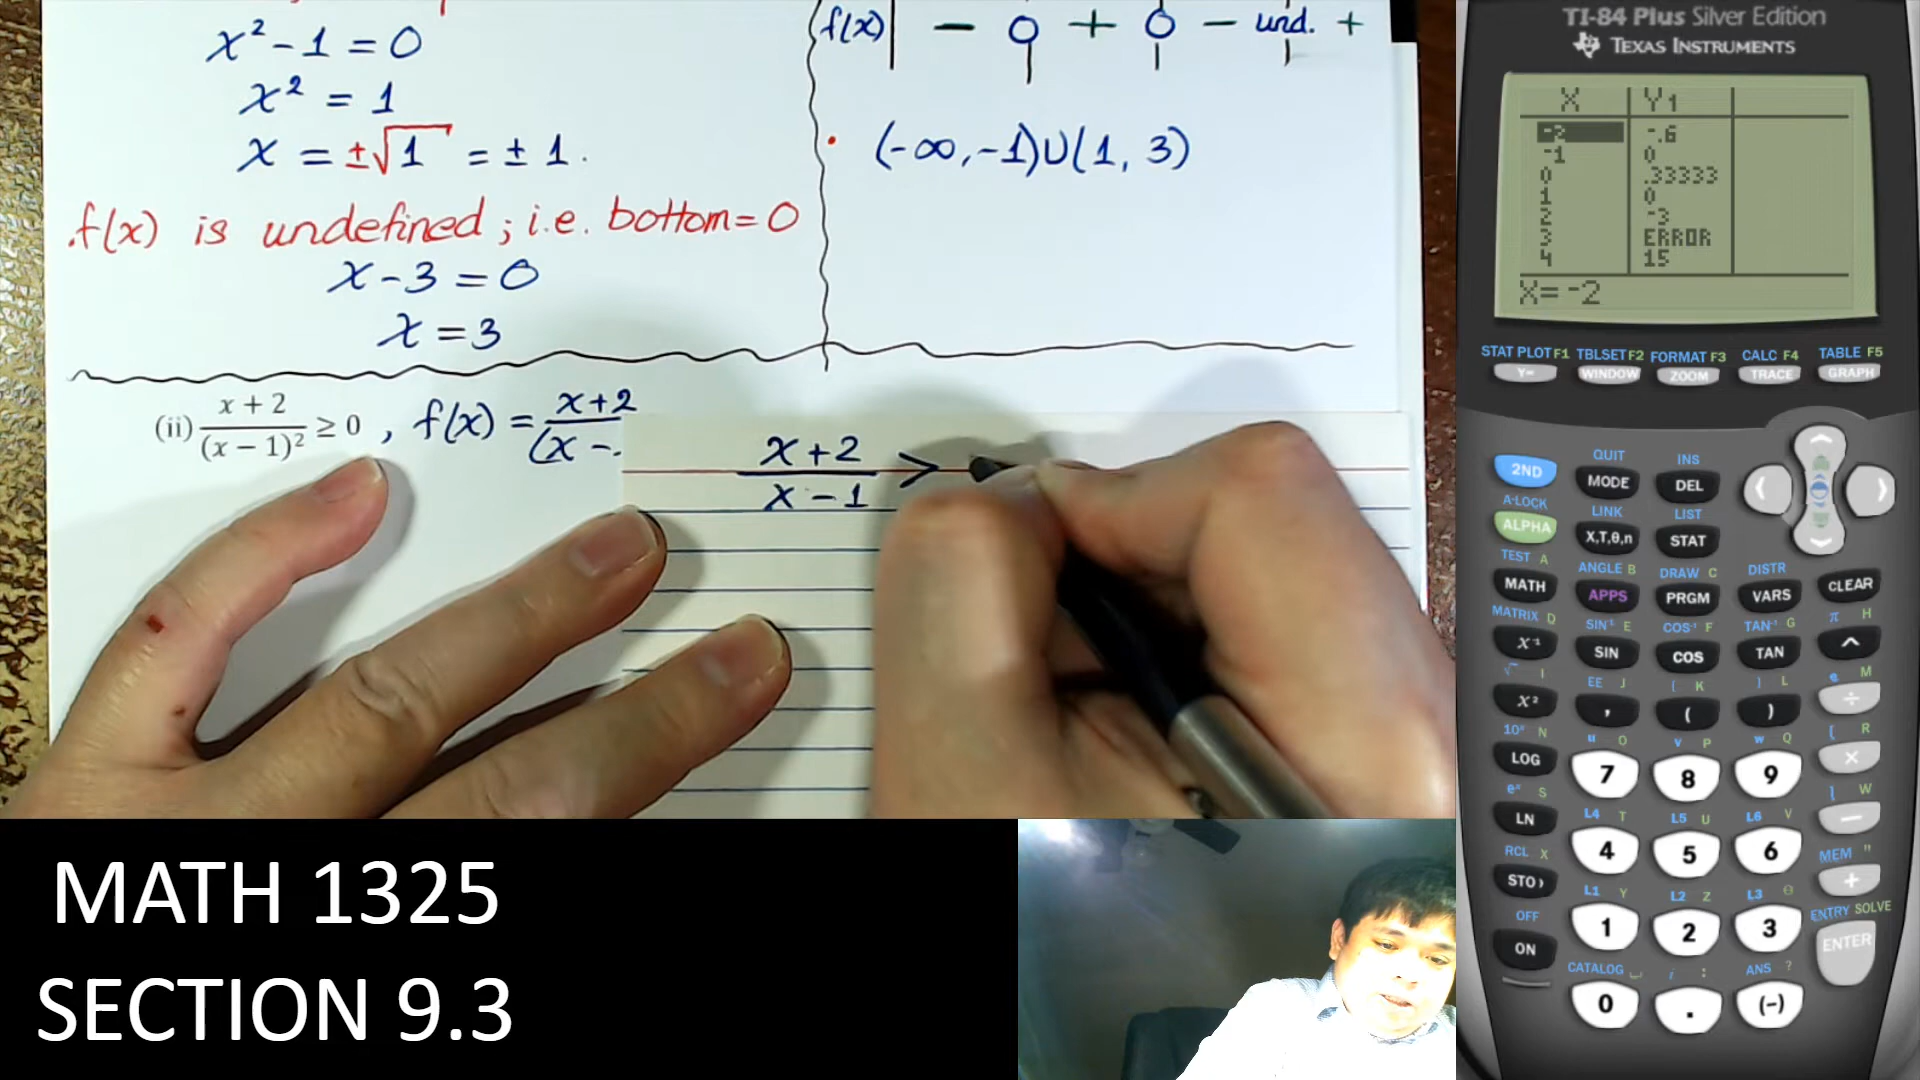 x² - 1 = 0
x² = 1
x = ±√1 = ± 1.
f(x) is undefined; i.e. bottom = 0
x - 3 = 0
x = 3
f(x) | - 0 + 0 - und. +
• (-∞, -1)∪(1, 3)
(ii) (x + 2)/(x - 1)² ≥ 0 , f(x) = x+2
(x -
x+2
x - 1
>
MATH 1325
SECTION 9.3
TI-84 Plus Silver Edition
TEXAS INSTRUMENTS
X Y1
-2 -.6
-1 0
0 .33333
1 0
2 -3
3 ERROR
4 15
X= -2
STAT PLOT F1 TBLSET F2 FORMAT F3 CALC F4 TABLE F5
Y= WINDOW ZOOM TRACE GRAPH
QUIT INS
2ND MODE DEL
A-LOCK LINK LIST
ALPHA X,T,θ,n STAT
TEST A ANGLE B DRAW C DISTR
MATH APPS PRGM VARS CLEAR
MATRIX D SIN⁻¹ E COS⁻¹ F TAN⁻¹ G π H
x⁻¹ SIN COS TAN ^
√ I EE J { K } L e M
x² , ( ) ÷
10ˣ N u O v P w Q [ R
LOG 7 8 9 ×
eˣ S L4 T L5 U L6 V ] W
LN 4 5 6 −
RCL X L1 Y L2 Z L3 θ MEM "
STO› 1 2 3 +
OFF CATALOG ⎵ i : ANS ? ENTRY SOLVE
ON 0 . (-) ENTER